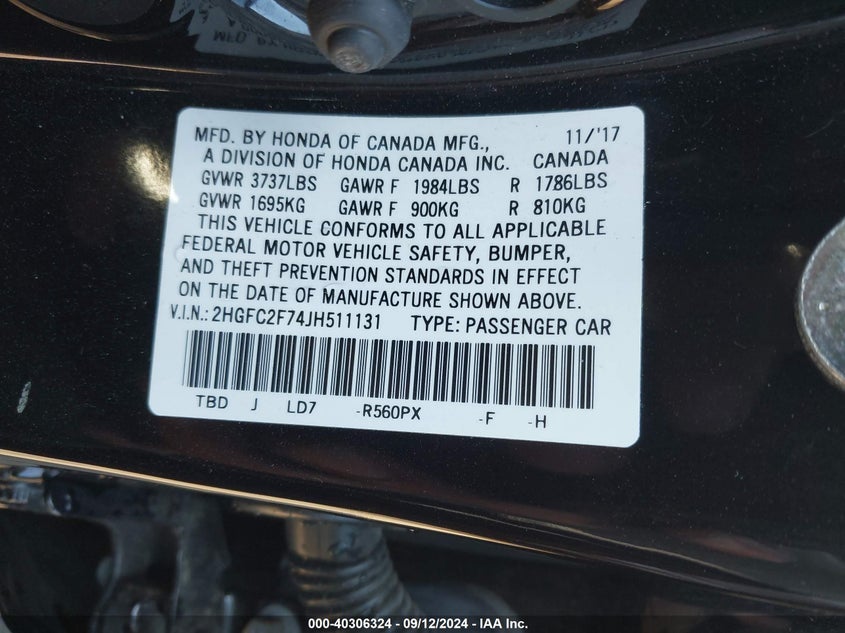 MFD. BY HONDA OF CANADA MFG., 11/'17
A DIVISION OF HONDA CANADA INC. CANADA
GVWR 3737LBS GAWR F 1984LBS R 1786LBS
GVWR 1695KG GAWR F 900KG R 810KG
THIS VEHICLE CONFORMS TO ALL APPLICABLE
FEDERAL MOTOR VEHICLE SAFETY, BUMPER,
AND THEFT PREVENTION STANDARDS IN EFFECT
ON THE DATE OF MANUFACTURE SHOWN ABOVE.
V.I.N.: 2HGFC2F74JH511131 TYPE: PASSENGER CAR
TBD J LD7 -R560PX -F -H
000-40306324 - 09/12/2024 - IAA Inc.